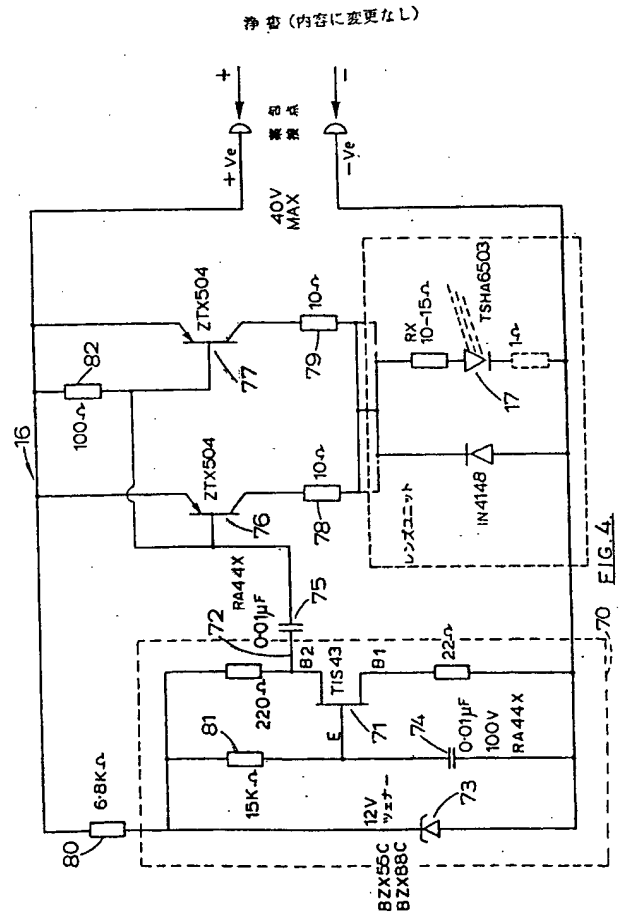 浄書（内容に変更なし）
16
80
6.8KΩ
82
100Ω
ZTX504
77
ZTX504
76
72
RA44X
0.01μF
75
10Ω
78
10Ω
79
+Ve
+
40V
MAX
-Ve
−
220Ω
81
15KΩ
B2
TIS43
E
71
B1
22Ω
74
0.01μF
100V
RA44X
12V
ツェナー
73
BZX55C
BZX88C
70
レンズユニット
IN4148
RX
10-15Ω
TSHA6503
17
1Ω
FIG. 4.